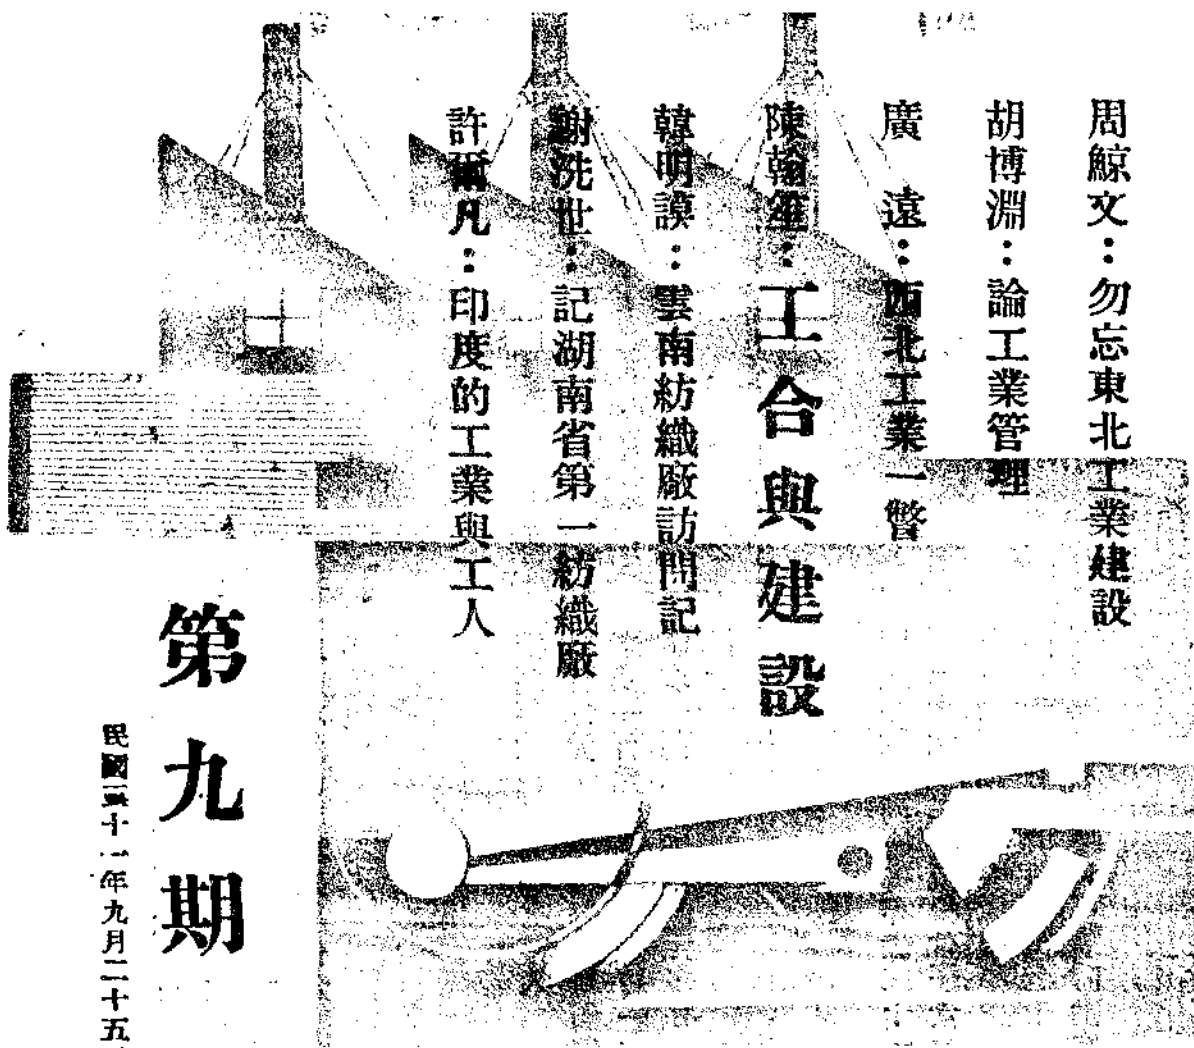 周鯨文：勿忘東北工業建設
胡博淵：論工業管理
廣　遠：西北工業一瞥
陳翰笙：工合與建設
韓明謨：雲南紡織廠訪問記
謝洗世：記湖南省第一紡織廠
許爾凡：印度的工業與工人
第九期
民國三十一年九月二十五